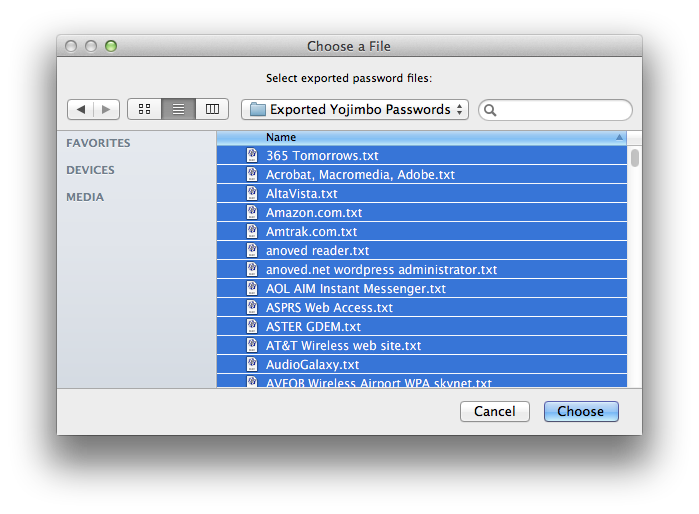 Choose a File
Select exported password files:
Exported Yojimbo Passwords
FAVORITES
DEVICES
MEDIA
Name
365 Tomorrows.txt
Acrobat, Macromedia, Adobe.txt
AltaVista.txt
Amazon.com.txt
Amtrak.com.txt
anoved reader.txt
anoved.net wordpress administrator.txt
AOL AIM Instant Messenger.txt
ASPRS Web Access.txt
ASTER GDEM.txt
AT&T Wireless web site.txt
AudioGalaxy.txt
Wireless Airport WPA skynet.txt
Cancel
Choose